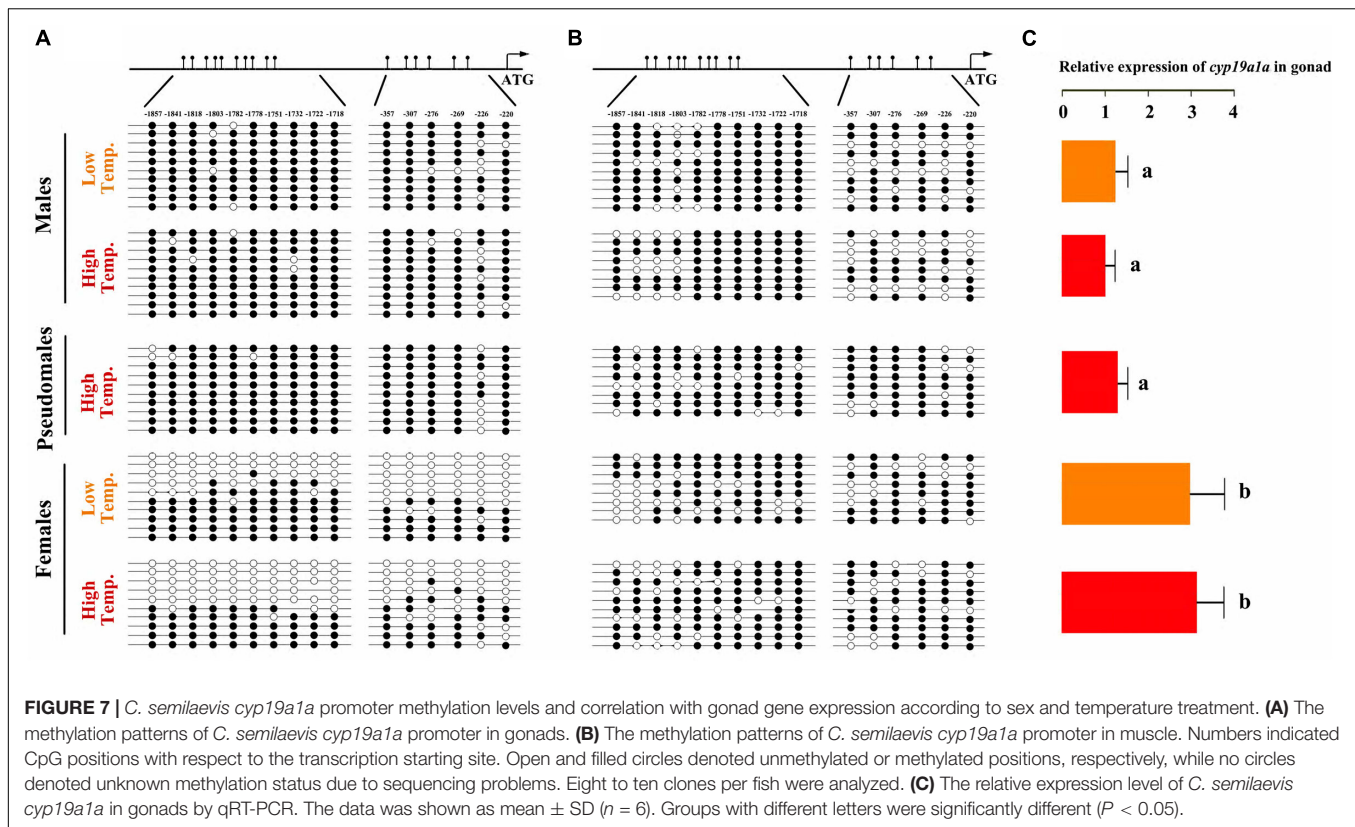 A
B
C
ATG
ATG
Relative expression of cyp19a1a in gonad
0 1 2 3 4
-1857 -1841 -1818 -1803 -1782 -1778 -1751 -1732 -1722 -1718
-357 -307 -276 -269 -226 -220
-1857 -1841 -1818 -1803 -1782 -1778 -1751 -1732 -1722 -1718
-357 -307 -276 -269 -226 -220
Males
Low Temp.
a
High Temp.
a
Pseudomales
High Temp.
a
Females
Low Temp.
b
High Temp.
b
FIGURE 7 | C. semilaevis cyp19a1a promoter methylation levels and correlation with gonad gene expression according to sex and temperature treatment. (A) The
methylation patterns of C. semilaevis cyp19a1a promoter in gonads. (B) The methylation patterns of C. semilaevis cyp19a1a promoter in muscle. Numbers indicated
CpG positions with respect to the transcription starting site. Open and filled circles denoted unmethylated or methylated positions, respectively, while no circles
denoted unknown methylation status due to sequencing problems. Eight to ten clones per fish were analyzed. (C) The relative expression level of C. semilaevis
cyp19a1a in gonads by qRT-PCR. The data was shown as mean ± SD (n = 6). Groups with different letters were significantly different (P < 0.05).